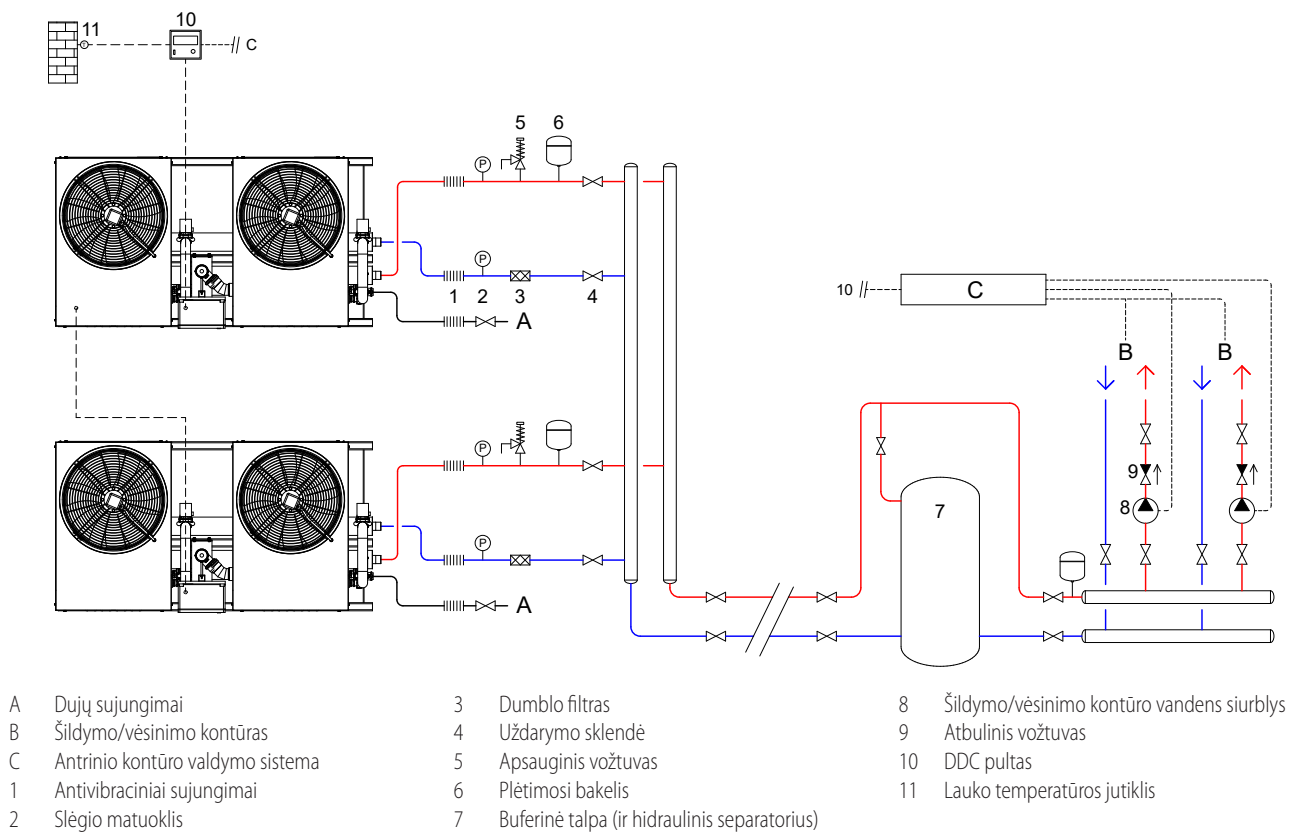 11
10
C
5
6
P
P
1
2
3
4
A
10
C
B
B
P
9
8
7
P
A
A Dujų sujungimai
B Šildymo/vėsinimo kontūras
C Antrinio kontūro valdymo sistema
1 Antivibraciniai sujungimai
2 Slėgio matuoklis
3 Dumblo filtras
4 Uždarymo sklendė
5 Apsauginis vožtuvas
6 Plėtimosi bakelis
7 Buferinė talpa (ir hidraulinis separatorius)
8 Šildymo/vėsinimo kontūro vandens siurblys
9 Atbulinis vožtuvas
10 DDC pultas
11 Lauko temperatūros jutiklis